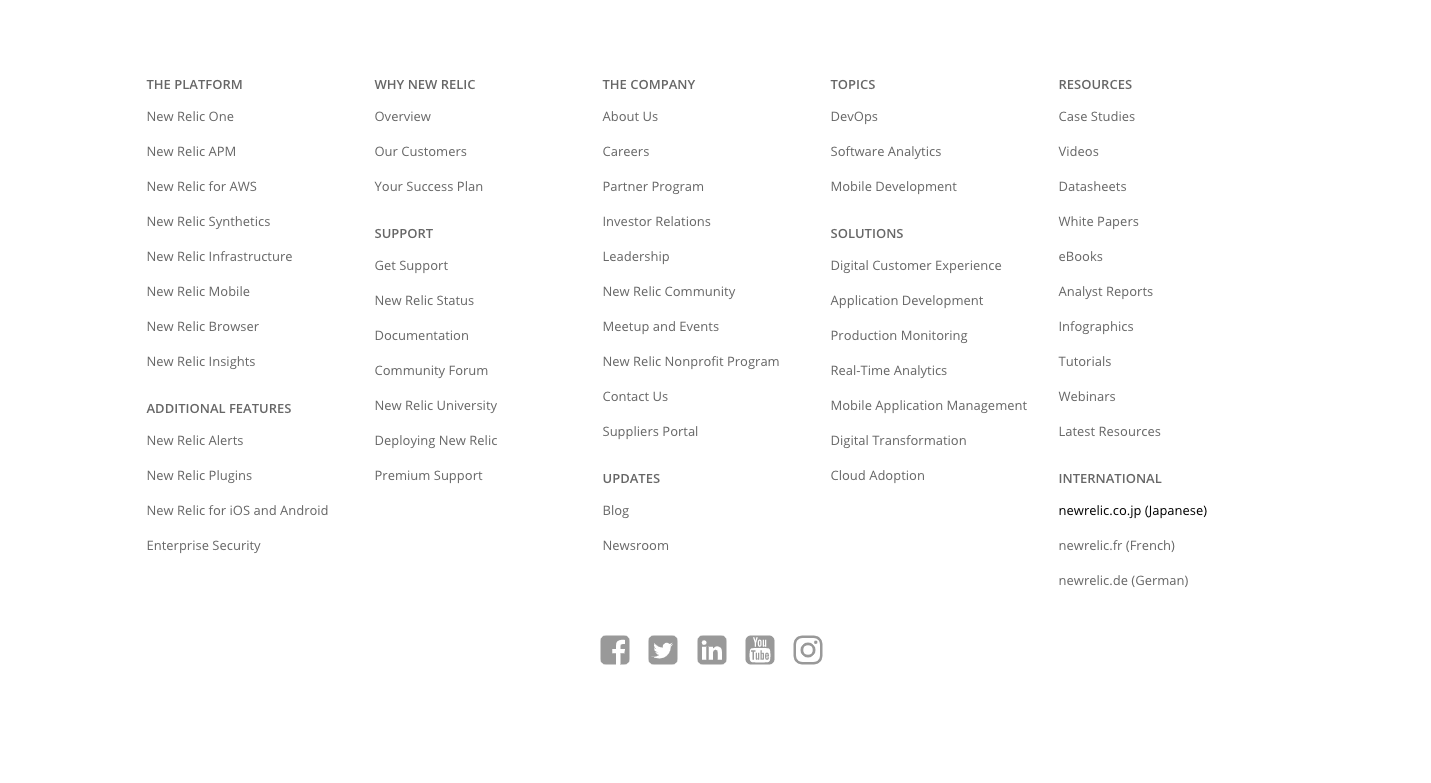 THE PLATFORM
New Relic One
New Relic APM
New Relic for AWS
New Relic Synthetics
New Relic Infrastructure
New Relic Mobile
New Relic Browser
New Relic Insights
ADDITIONAL FEATURES
New Relic Alerts
New Relic Plugins
New Relic for iOS and Android
Enterprise Security
WHY NEW RELIC
Overview
Our Customers
Your Success Plan
SUPPORT
Get Support
New Relic Status
Documentation
Community Forum
New Relic University
Deploying New Relic
Premium Support
THE COMPANY
About Us
Careers
Partner Program
Investor Relations
Leadership
New Relic Community
Meetup and Events
New Relic Nonprofit Program
Contact Us
Suppliers Portal
UPDATES
Blog
Newsroom
TOPICS
DevOps
Software Analytics
Mobile Development
SOLUTIONS
Digital Customer Experience
Application Development
Production Monitoring
Real-Time Analytics
Mobile Application Management
Digital Transformation
Cloud Adoption
RESOURCES
Case Studies
Videos
Datasheets
White Papers
eBooks
Analyst Reports
Infographics
Tutorials
Webinars
Latest Resources
INTERNATIONAL
newrelic.co.jp (Japanese)
newrelic.fr (French)
newrelic.de (German)
in
You
Tube